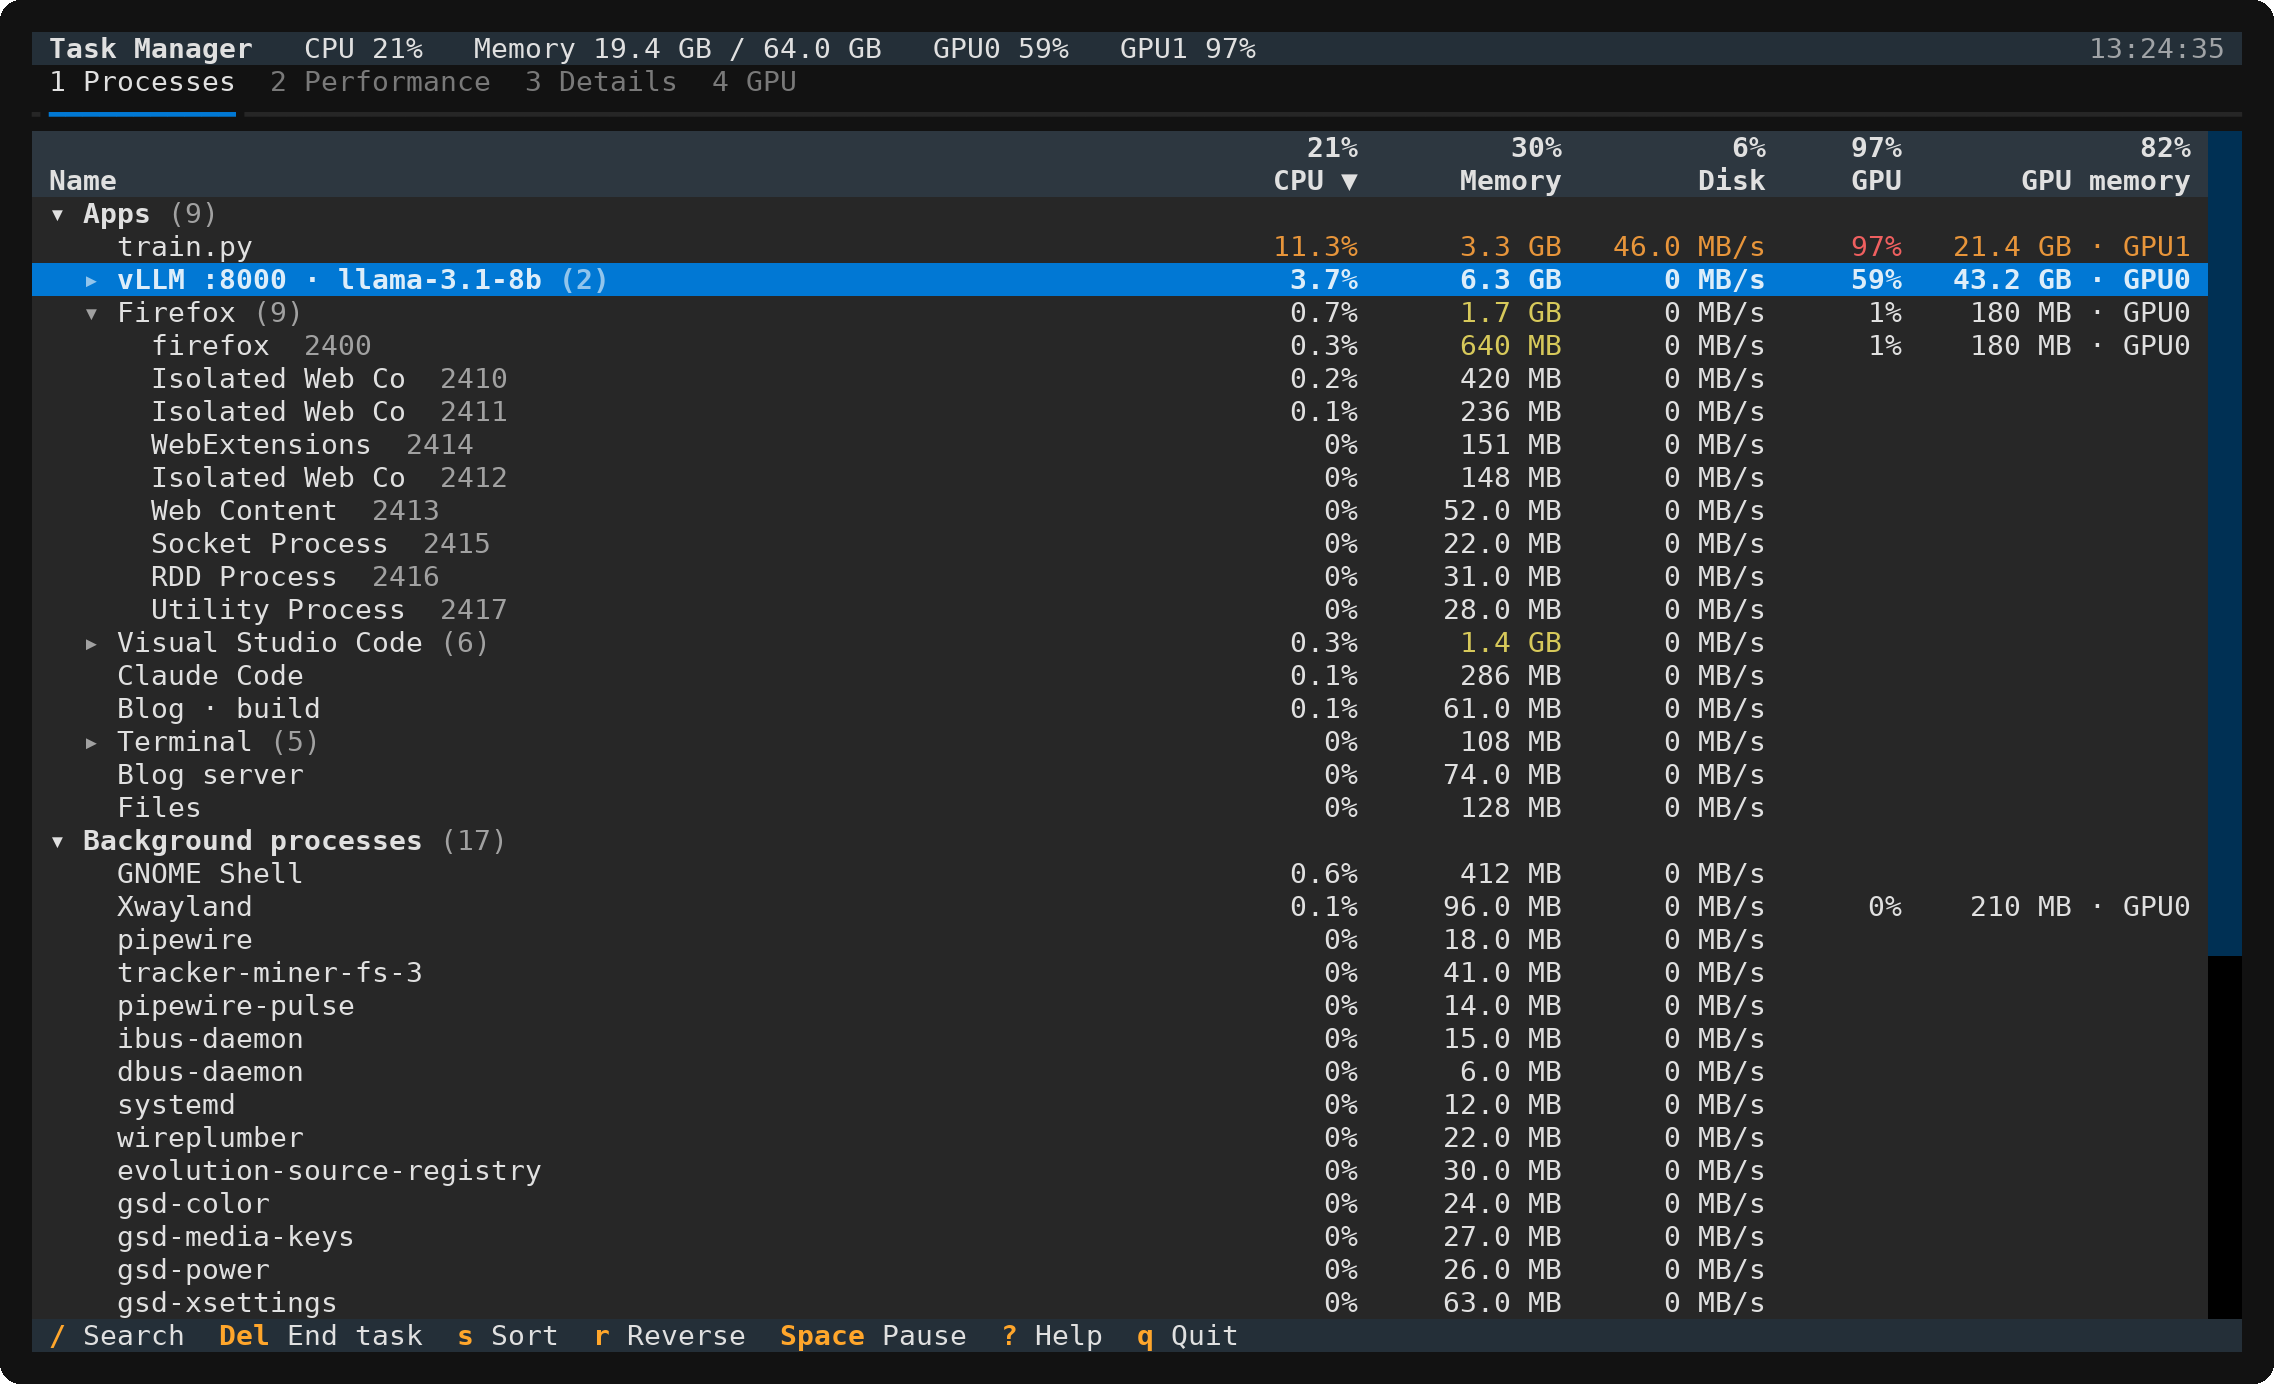 Task Manager CPU 21% Memory 19.4 GB / 64.0 GB GPU0 59% GPU1 97% 13:24:35
1 Processes 2 Performance 3 Details 4 GPU
21% 30% 6% 97% 82%
Name CPU ▼ Memory Disk GPU GPU memory
▼ Apps (9)
train.py 11.3% 3.3 GB 46.0 MB/s 97% 21.4 GB · GPU1
▶ vLLM :8000 · llama-3.1-8b (2) 3.7% 6.3 GB 0 MB/s 59% 43.2 GB · GPU0
▼ Firefox (9) 0.7% 1.7 GB 0 MB/s 1% 180 MB · GPU0
firefox 2400 0.3% 640 MB 0 MB/s 1% 180 MB · GPU0
Isolated Web Co 2410 0.2% 420 MB 0 MB/s
Isolated Web Co 2411 0.1% 236 MB 0 MB/s
WebExtensions 2414 0% 151 MB 0 MB/s
Isolated Web Co 2412 0% 148 MB 0 MB/s
Web Content 2413 0% 52.0 MB 0 MB/s
Socket Process 2415 0% 22.0 MB 0 MB/s
RDD Process 2416 0% 31.0 MB 0 MB/s
Utility Process 2417 0% 28.0 MB 0 MB/s
▶ Visual Studio Code (6) 0.3% 1.4 GB 0 MB/s
Claude Code 0.1% 286 MB 0 MB/s
Blog · build 0.1% 61.0 MB 0 MB/s
▶ Terminal (5) 0% 108 MB 0 MB/s
Blog server 0% 74.0 MB 0 MB/s
Files 0% 128 MB 0 MB/s
▼ Background processes (17)
GNOME Shell 0.6% 412 MB 0 MB/s
Xwayland 0.1% 96.0 MB 0 MB/s 0% 210 MB · GPU0
pipewire 0% 18.0 MB 0 MB/s
tracker-miner-fs-3 0% 41.0 MB 0 MB/s
pipewire-pulse 0% 14.0 MB 0 MB/s
ibus-daemon 0% 15.0 MB 0 MB/s
dbus-daemon 0% 6.0 MB 0 MB/s
systemd 0% 12.0 MB 0 MB/s
wireplumber 0% 22.0 MB 0 MB/s
evolution-source-registry 0% 30.0 MB 0 MB/s
gsd-color 0% 24.0 MB 0 MB/s
gsd-media-keys 0% 27.0 MB 0 MB/s
gsd-power 0% 26.0 MB 0 MB/s
gsd-xsettings 0% 63.0 MB 0 MB/s
/ Search Del End task s Sort r Reverse Space Pause ? Help q Quit